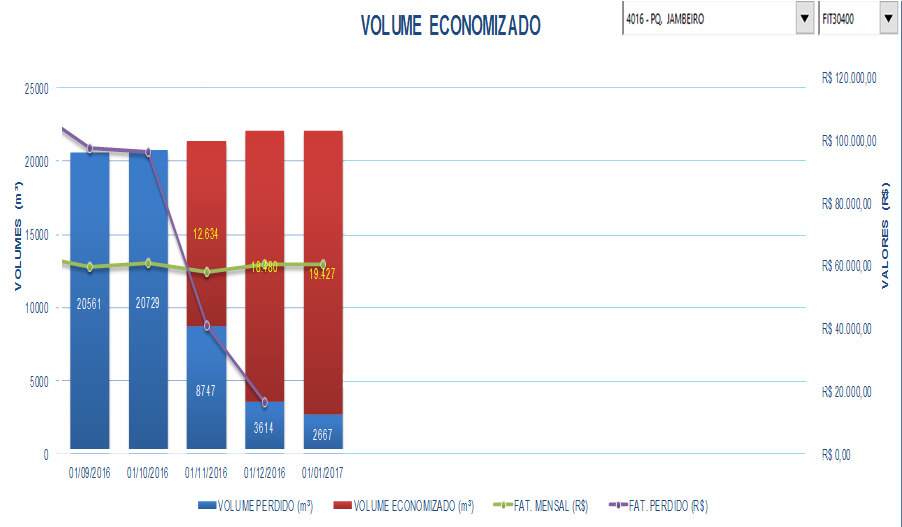 VOLUME ECONOMIZADO
4016 - PQ. JAMBEIRO
FIT30400
25000
20000
15000
10000
5000
0
VOLUMES (m³)
R$ 120.000,00
R$ 100.000,00
R$ 80.000,00
R$ 60.000,00
R$ 40.000,00
R$ 20.000,00
R$ 0,00
VALORES (R$)
12.634
18.480
19.427
20561
20729
8747
3614
2667
01/09/2016
01/10/2016
01/11/2016
01/12/2016
01/01/2017
VOLUME PERDIDO (m³)
VOLUME ECONOMIZADO (m³)
FAT. MENSAL (R$)
FAT. PERDIDO (R$)